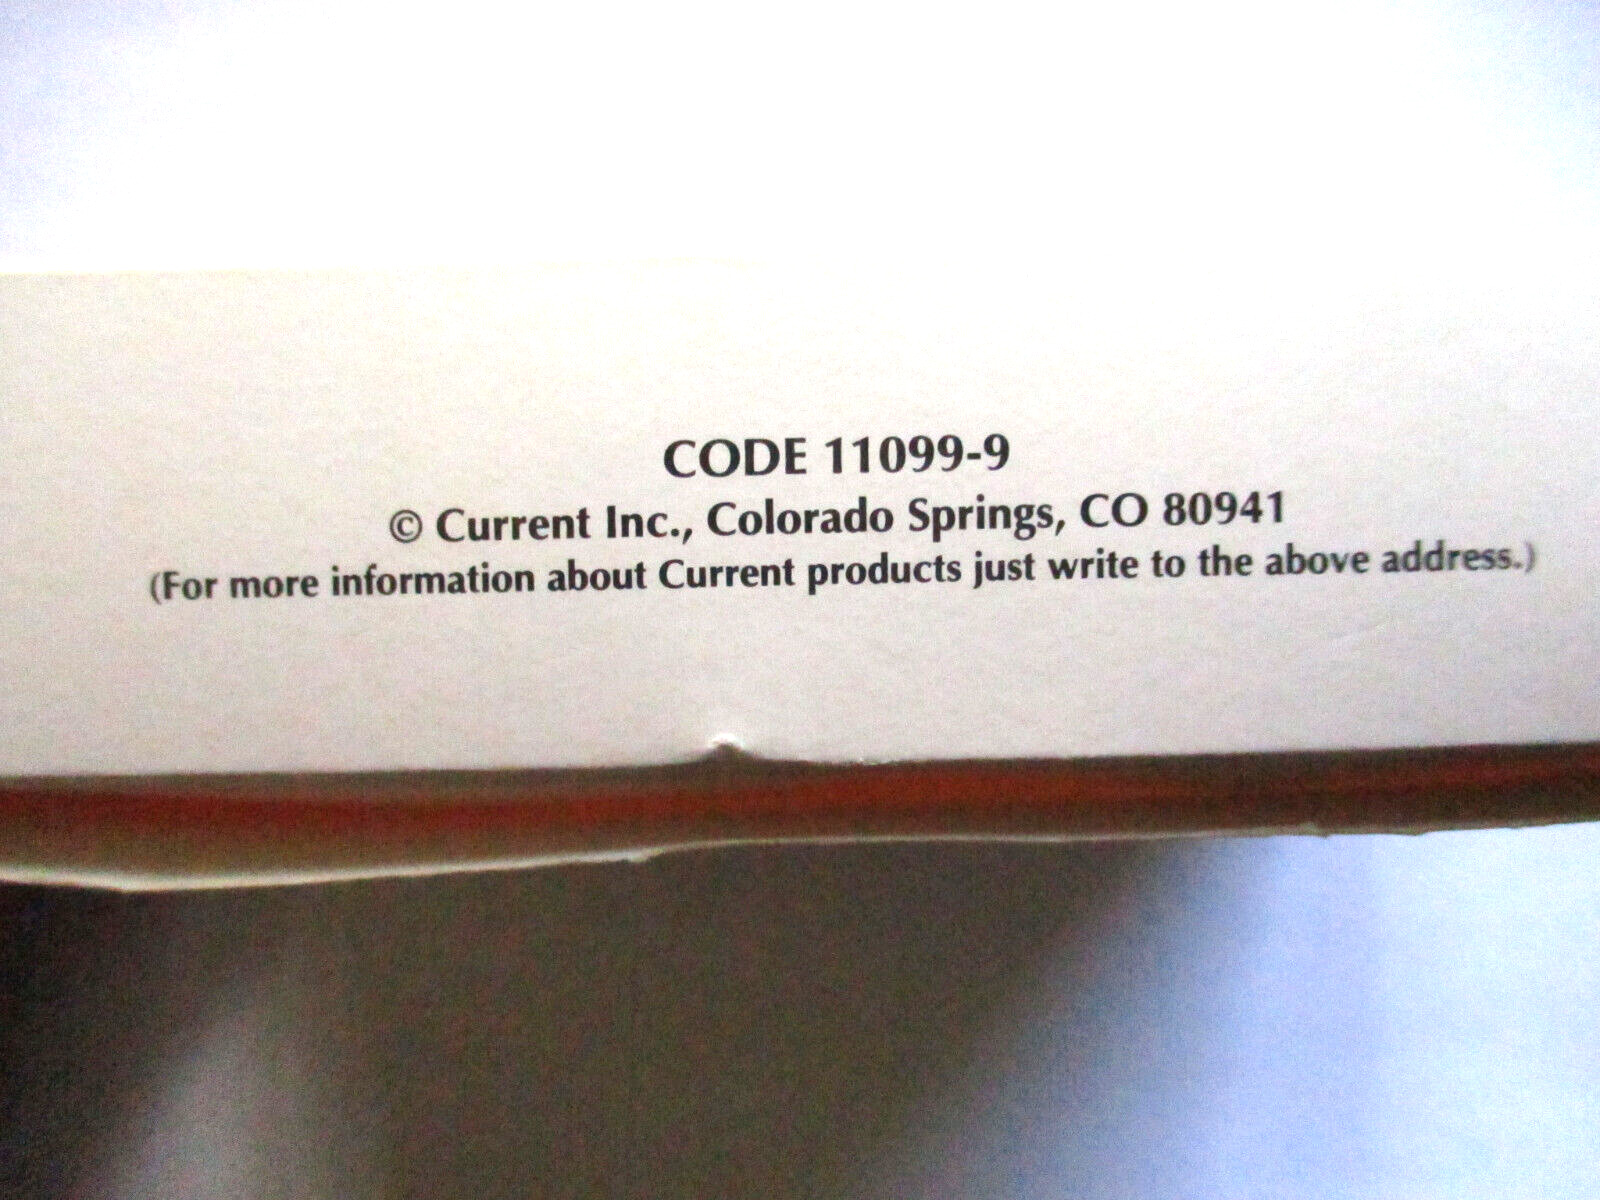 CODE 11099-9
© Current Inc., Colorado Springs, CO 80941
(For more information about Current products just write to the above address.)